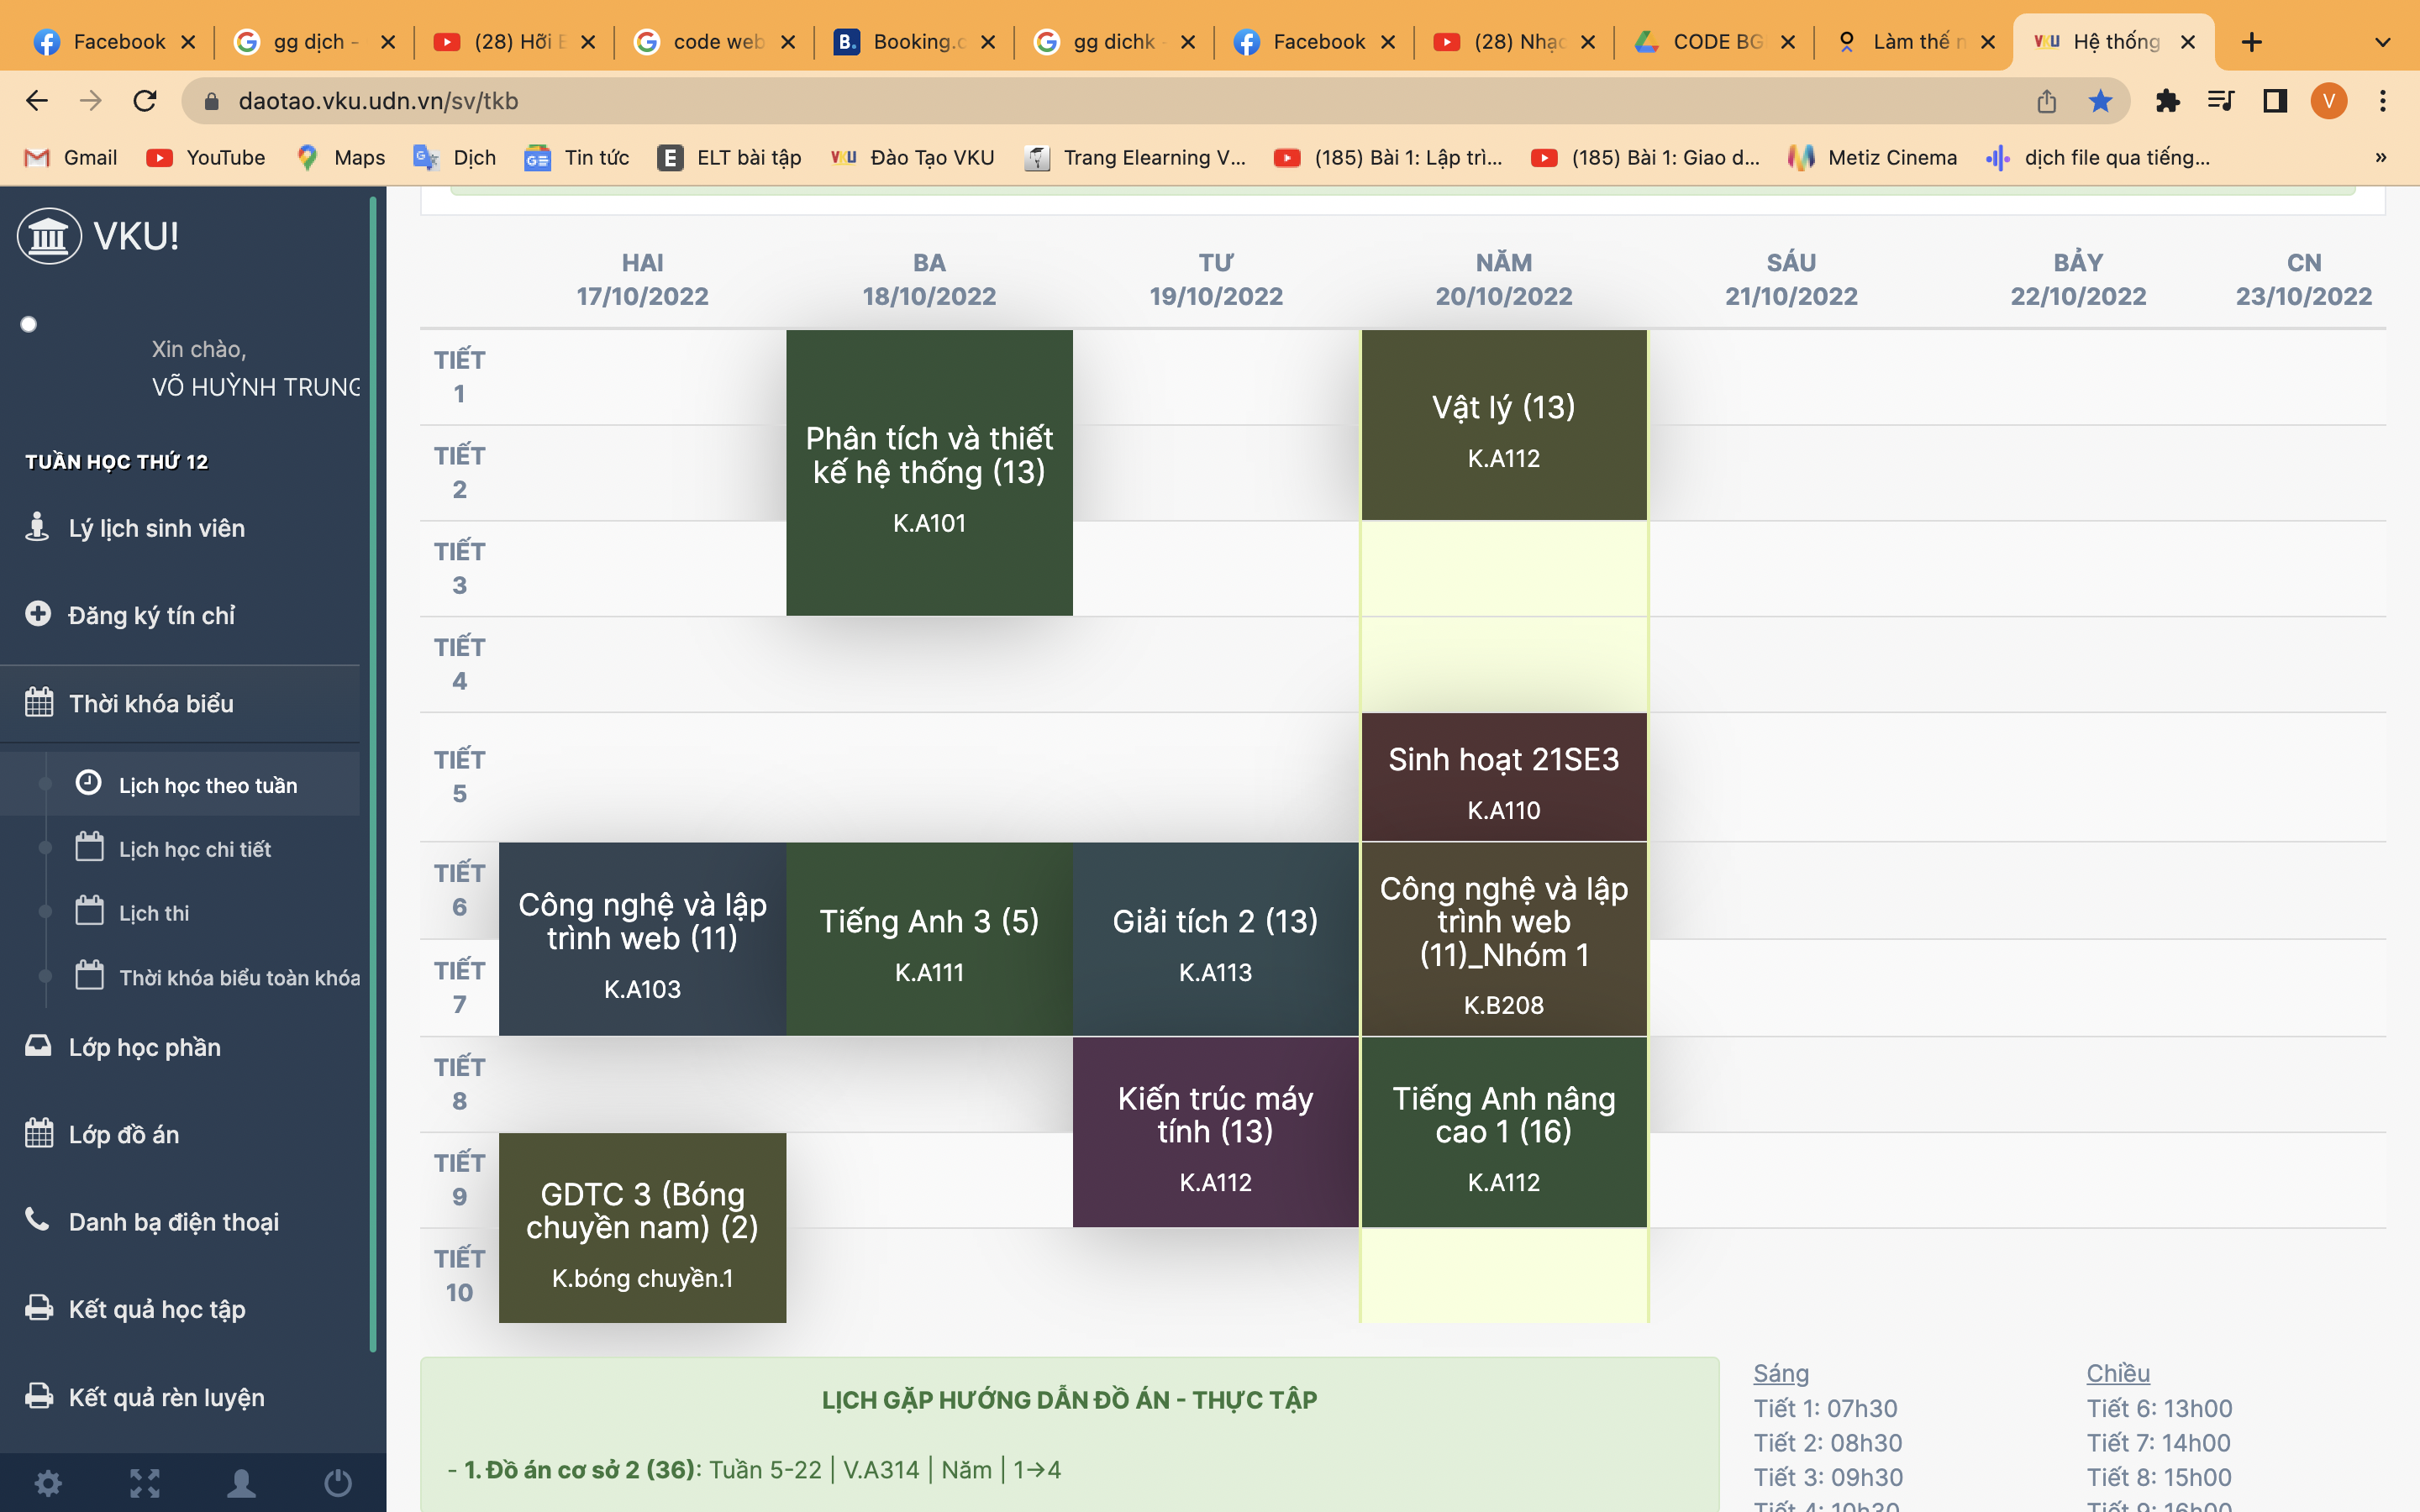 Facebook
gg dịch -
(28) Hỡi
code web
Booking.c
gg dichk -
Facebook
(28) Nhạc
CODE BG
Làm thế n
VKU Hệ thống
daotao.vku.udn.vn/sv/tkb
V
Gmail
YouTube
Maps
Dịch
Tin tức
E ELT bài tập
VKU Đào Tạo VKU
Trang Elearning V...
(185) Bài 1: Lập trì...
(185) Bài 1: Giao d...
Metiz Cinema
dịch file qua tiếng...
»
VKU!
Xin chào,
VÕ HUỲNH TRUNG
TUẦN HỌC THỨ 12
Lý lịch sinh viên
Đăng ký tín chỉ
Thời khóa biểu
Lịch học theo tuần
Lịch học chi tiết
Lịch thi
Thời khóa biểu toàn khóa
Lớp học phần
Lớp đồ án
Danh bạ điện thoại
Kết quả học tập
Kết quả rèn luyện
HAI
17/10/2022
BA
18/10/2022
TƯ
19/10/2022
NĂM
20/10/2022
SÁU
21/10/2022
BẢY
22/10/2022
CN
23/10/2022
TIẾT
1
TIẾT
2
TIẾT
3
TIẾT
4
TIẾT
5
TIẾT
6
TIẾT
7
TIẾT
8
TIẾT
9
TIẾT
10
Phân tích và thiết
kế hệ thống (13)
K.A101
Vật lý (13)
K.A112
Sinh hoạt 21SE3
K.A110
Công nghệ và lập
trình web (11)
K.A103
Tiếng Anh 3 (5)
K.A111
Giải tích 2 (13)
K.A113
Công nghệ và lập
trình web
(11)_Nhóm 1
K.B208
Kiến trúc máy
tính (13)
K.A112
Tiếng Anh nâng
cao 1 (16)
K.A112
GDTC 3 (Bóng
chuyền nam) (2)
K.bóng chuyền.1
LỊCH GẶP HƯỚNG DẪN ĐỒ ÁN - THỰC TẬP
- 1. Đồ án cơ sở 2 (36): Tuần 5-22 | V.A314 | Năm | 1→4
Sáng
Tiết 1: 07h30
Tiết 2: 08h30
Tiết 3: 09h30
Tiết 4: 10h30
Chiều
Tiết 6: 13h00
Tiết 7: 14h00
Tiết 8: 15h00
Tiết 9: 16h00